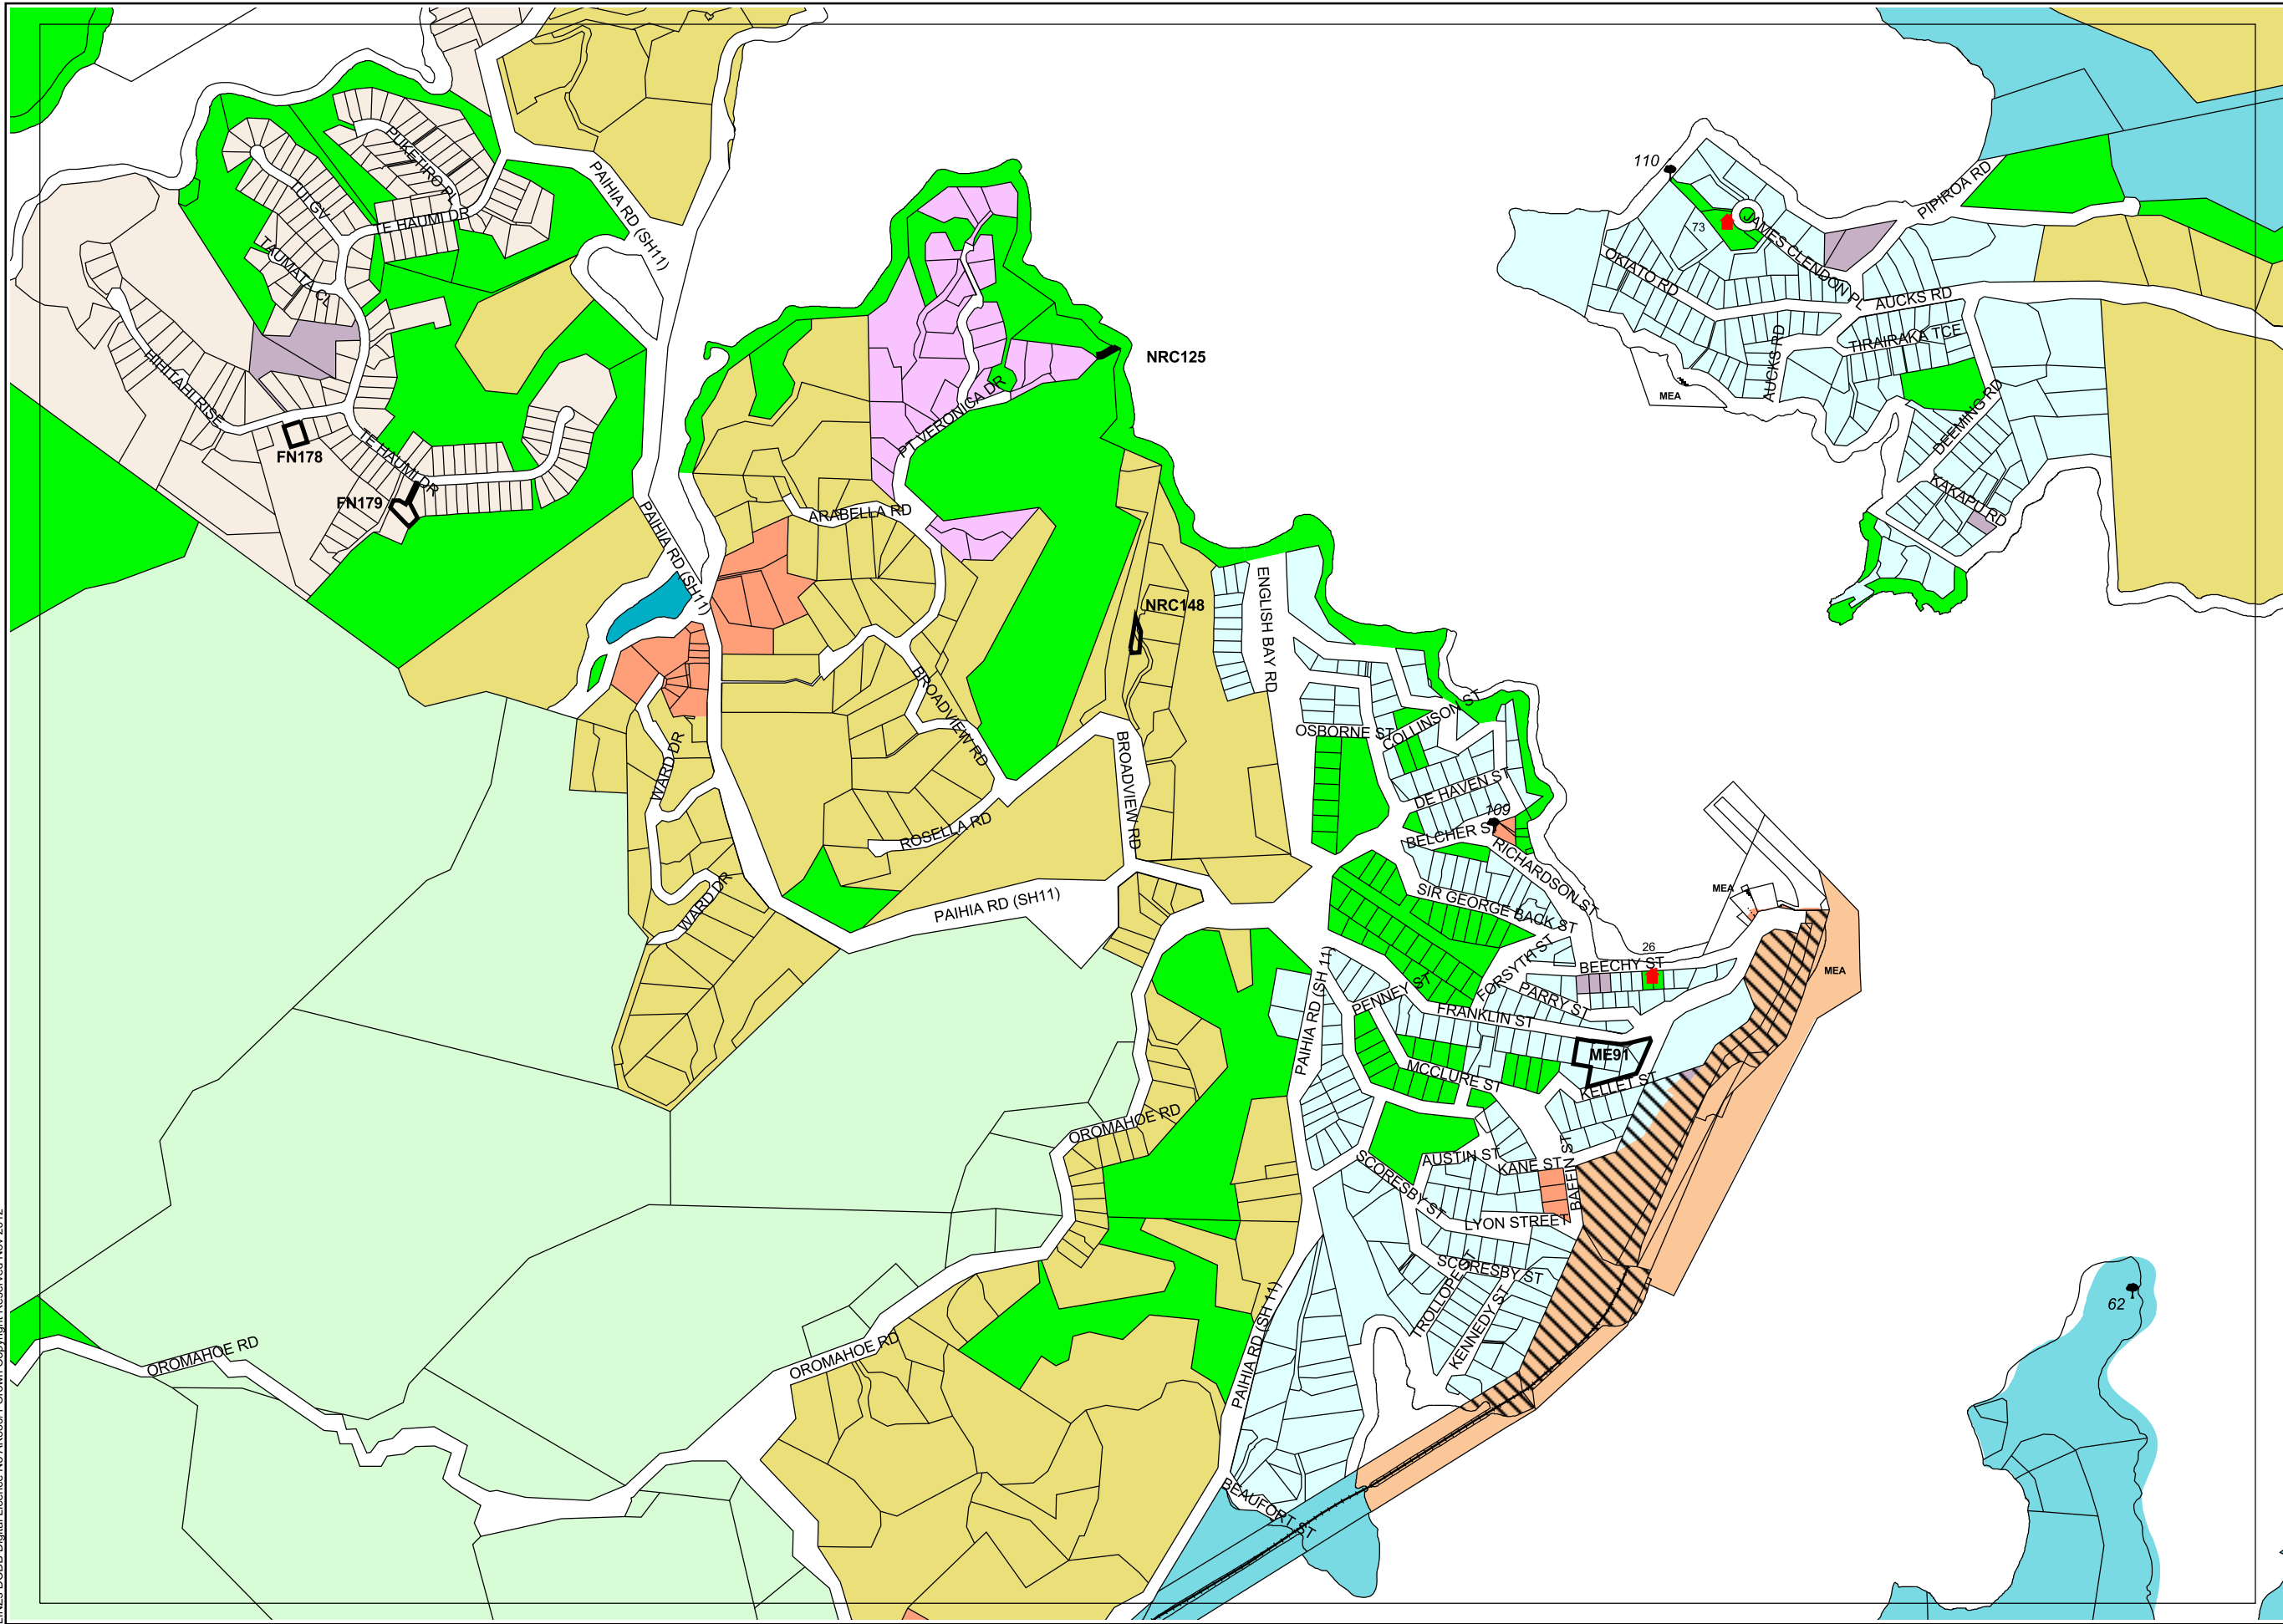 110
PUKETIRO PL
PAIHIA RD (SH11)
TUI GV
TE HAUMI DR
PIPIROA RD
73
JAMES CLENDON PL
TAUMATA CL
OKIATO RD
AUCKS RD
TIRAIRAKA TCE
AUCKS RD
NRC125
HIHITAHI RISE
MEA
PT VERONICA DR
DEEMING RD
FN178
TE HAUMI DR
FN179
KAKAPU RD
PAIHIA RD (SH11)
ARABELLA RD
NRC148
ENGLISH BAY RD
BROADVIEW RD
OSBORNE ST
COLLINSON ST
WARD DR
BROADVIEW RD
DE HAVEN ST
109
ROSELLA RD
BELCHER ST
RICHARDSON ST
WARD DR
PAIHIA RD (SH11)
SIR GEORGE BACK ST
MEA
26
BEECHY ST
MEA
FORSYTH ST
PARRY ST
PENNEY ST
FRANKLIN ST
PAIHIA RD (SH 11)
ME91
MCCLURE ST
KELLET ST
OROMAHOE RD
AUSTIN ST
KANE ST
BAFFIN ST
SCORESBY ST
LYON STREET
SCORESBY ST
TROLLOPE ST
KENNEDY ST
62
PAIHIA RD (SH 11)
OROMAHOE RD
OROMAHOE RD
BEAUFORT ST